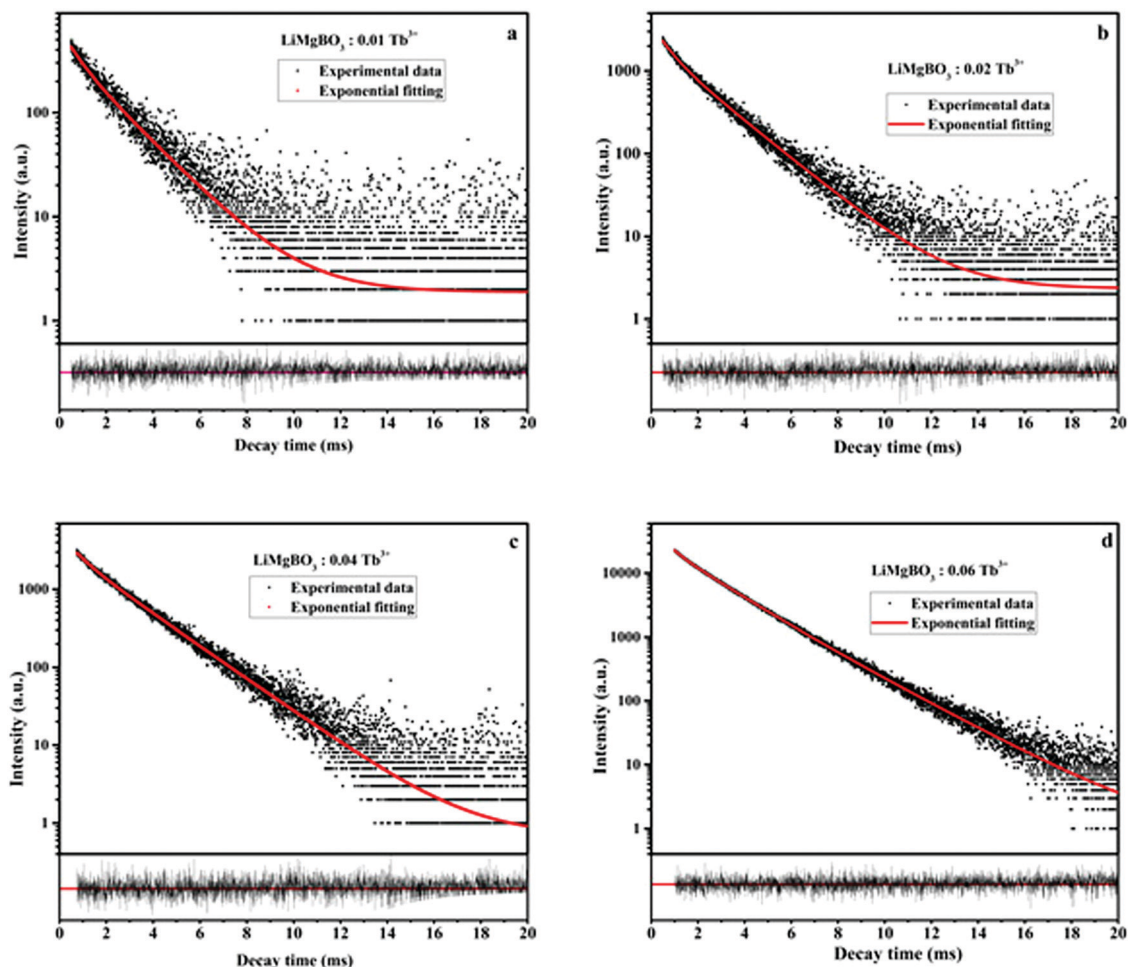 a
LiMgBO₃ : 0.01 Tb³⁺
Experimental data
Exponential fitting
Intensity (a.u.)
100
10
1
0 2 4 6 8 10 12 14 16 18 20
Decay time (ms)
b
LiMgBO₃ : 0.02 Tb³⁺
Experimental data
Exponential fitting
Intensity (a.u.)
1000
100
10
1
0 2 4 6 8 10 12 14 16 18 20
Decay time (ms)
c
LiMgBO₃ : 0.04 Tb³⁺
Experimental data
Exponential fitting
Intensity (a.u.)
1000
100
10
1
0 2 4 6 8 10 12 14 16 18 20
Decay time (ms)
d
LiMgBO₃ : 0.06 Tb³⁺
Experimental data
Exponential fitting
Intensity (a.u.)
10000
1000
100
10
1
0 2 4 6 8 10 12 14 16 18 20
Decay time (ms)